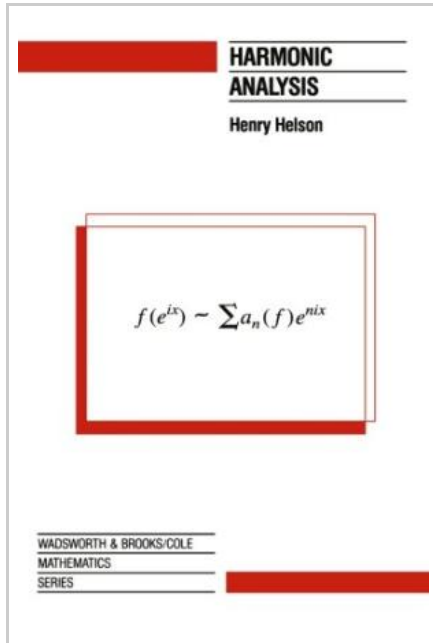 HARMONIC
ANALYSIS
Henry Helson
f(e^{ix}) ~ ∑a_n(f)e^{nix}
WADSWORTH & BROOKS/COLE
MATHEMATICS
SERIES